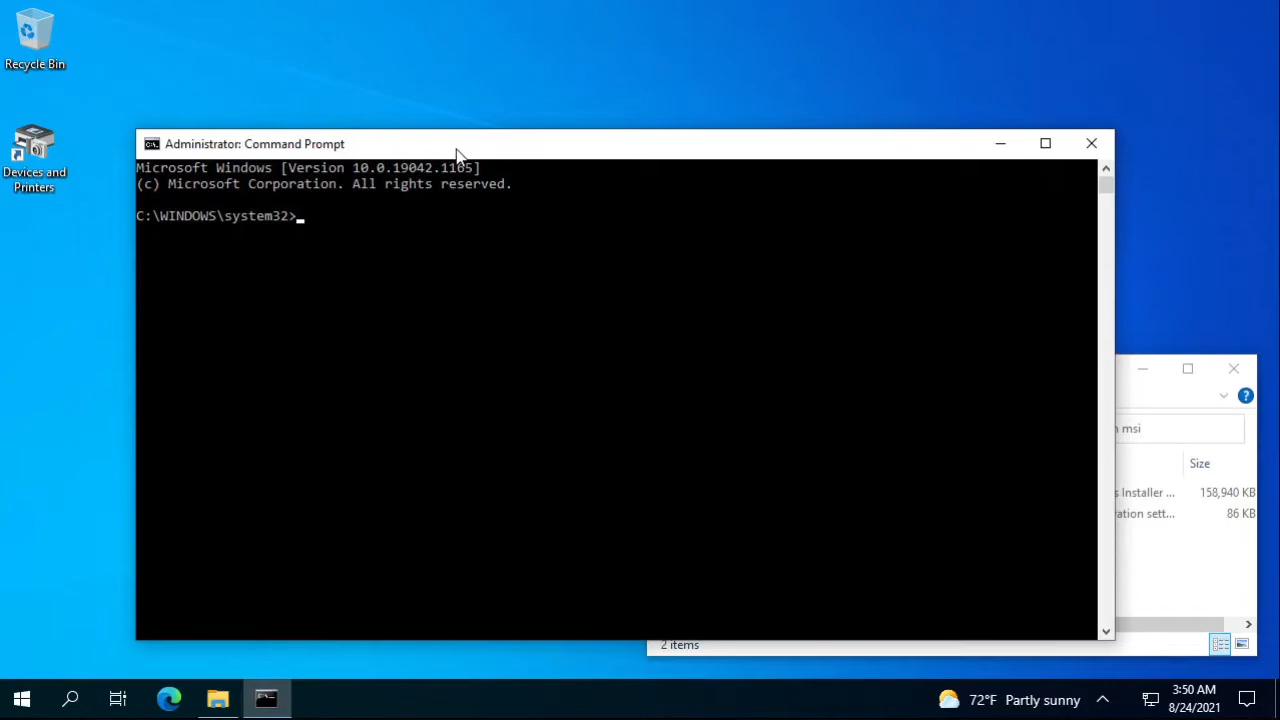 Recycle Bin
Devices and
Printers
Administrator: Command Prompt
Microsoft Windows [Version 10.0.19042.1165]
(c) Microsoft Corporation. All rights reserved.
C:\WINDOWS\system32>
msi
Size
Installer ... 158,940 KB
sett... 86 KB
2 items
72°F Partly sunny
3:50 AM
8/24/2021